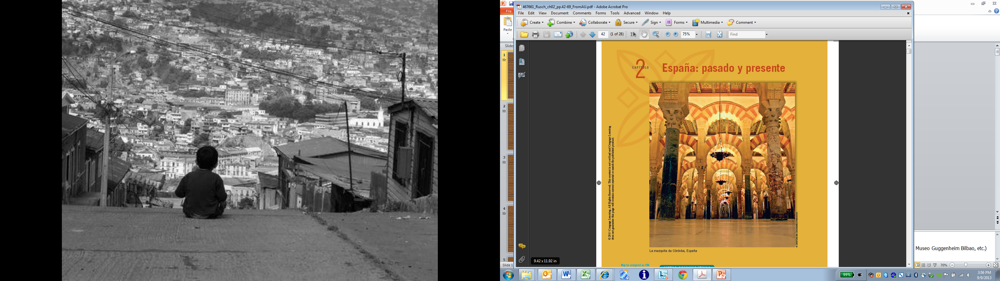 File
Paste
Slides
1
2
3
4
5
Slide 1
467661_Rusch_ch02_pp.42-69_FromAU.pdf - Adobe Acrobat Pro
File Edit View Document Comments Forms Tools Advanced Window Help
Create Combine Collaborate Secure Sign Forms Multimedia Comment
42 (1 of 28) 75% Find
CAPÍTULO
2
España: pasado y presente
© 2015 Cengage Learning. All Rights Reserved. This content is not yet final and Cengage Learning
does not guarantee this page will contain current material or match the published product.
La mezquita de Córdoba, España
9.42 x 11.92 in
May be assigned as HW.
Museo Guggenheim Bilbao, etc.)
70%
99%
3:56 PM
9/9/2013